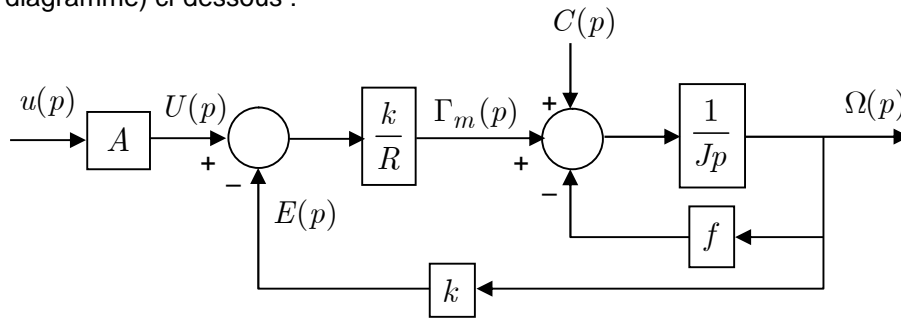 diagramme) ci dessous :
C(p)
u(p)
A
U(p)
+
−
k
R
Γm(p)
+
+
−
1
Jp
Ω(p)
E(p)
f
k